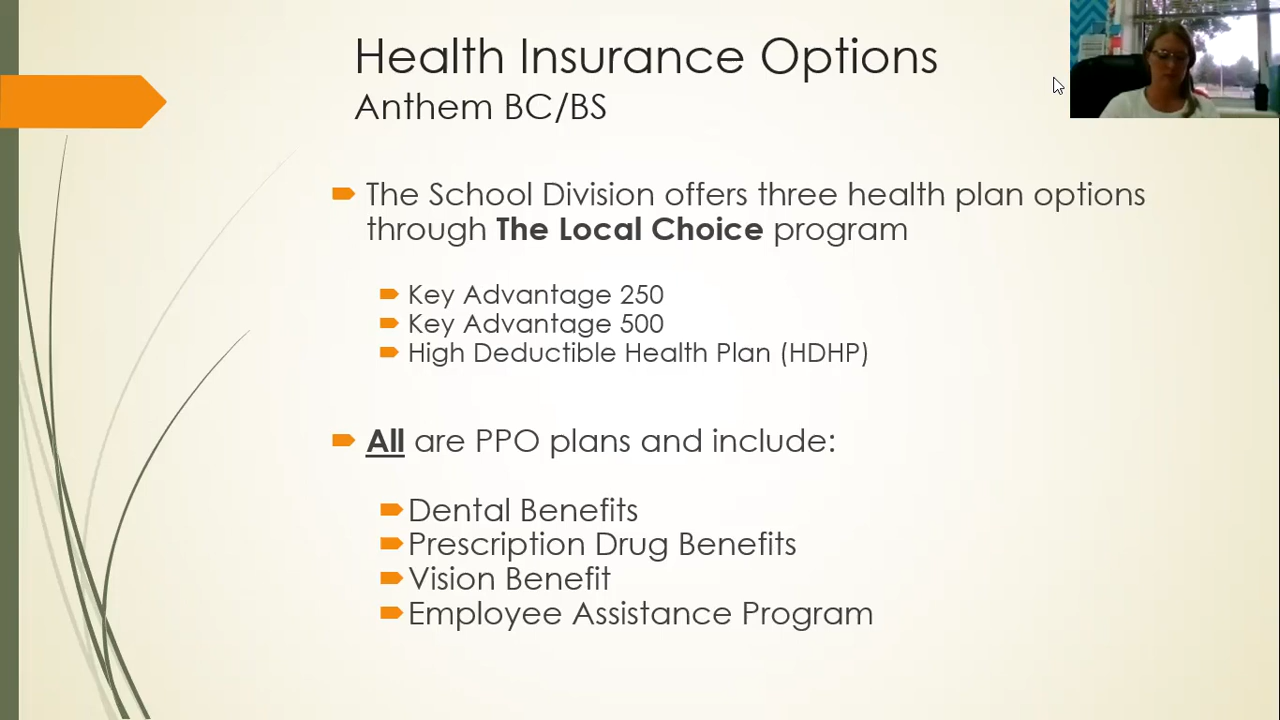 Health Insurance Options
Anthem BC/BS
The School Division offers three health plan options
through The Local Choice program
Key Advantage 250
Key Advantage 500
High Deductible Health Plan (HDHP)
All are PPO plans and include:
Dental Benefits
Prescription Drug Benefits
Vision Benefit
Employee Assistance Program